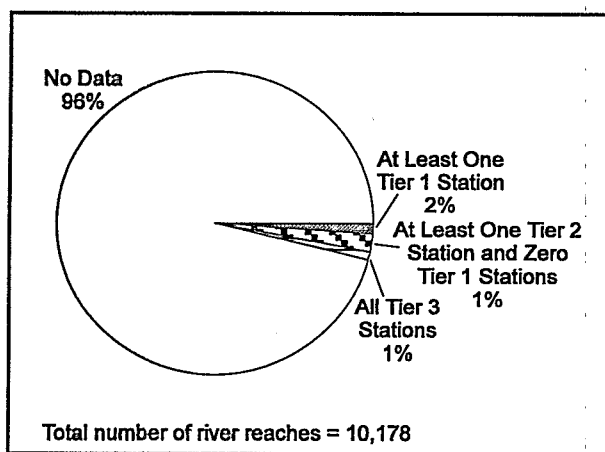 No Data
96%
At Least One
Tier 1 Station
2%
At Least One Tier 2
Station and Zero
Tier 1 Stations
1%
All Tier 3
Stations
1%
Total number of river reaches = 10,178